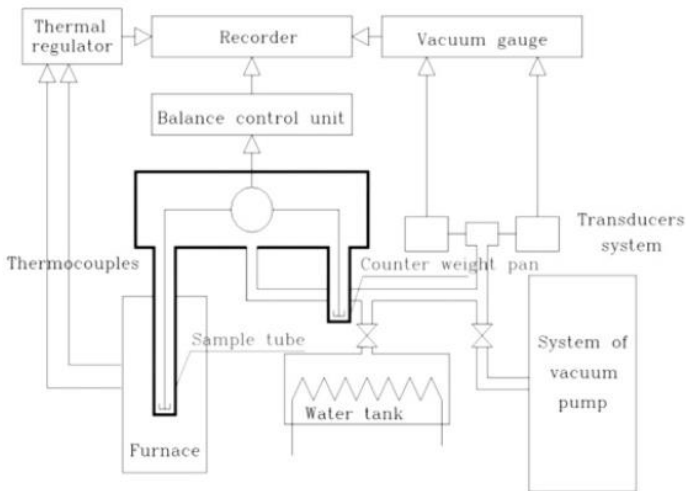 Thermal
regulator
Recorder
Vacuum gauge
Balance control unit
Transducers
system
Thermocouples
Counter weight pan
Sample tube
System of
vacuum
pump
Water tank
Furnace